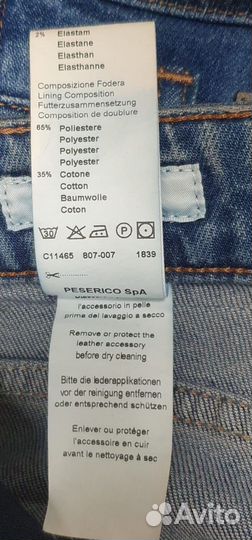 2% Elastam
Elastane
Elasthan
Elasthanne
Composizione Fodera
Lining Composition
Futterzusammensetzung
Composition de doublure
65% Poliestere
Polyester
Polyester
Polyester
35% Cotone
Cotton
Baumwolle
Coton
30 P
C11465 807-007 1839
PESERICO SpA
l'accessorio in pelle
prima del lavaggio a secco
Remove or protect the
leather accessory
before dry cleaning
Bitte die lederapplikationen
vor der reinigung entfernen
oder entsprechend schützen
Enlever ou protéger
l'accessoire en cuir
avant le nettoyage à sec
Avito